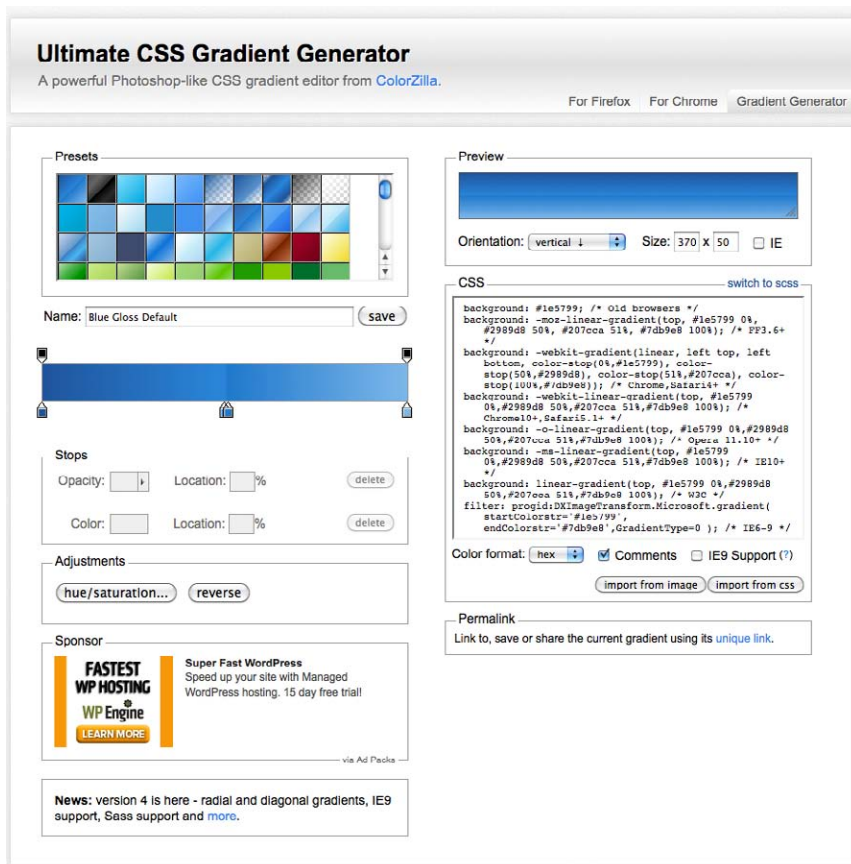 Ultimate CSS Gradient Generator
A powerful Photoshop-like CSS gradient editor from ColorZilla.
For Firefox For Chrome Gradient Generator
Presets
Name: Blue Gloss Default save
Stops
Opacity: Location: % delete
Color: Location: % delete
Adjustments
hue/saturation... reverse
Sponsor
FASTEST
WP HOSTING
WP Engine
LEARN MORE
Super Fast WordPress
Speed up your site with Managed
WordPress hosting. 15 day free trial!
via Ad Packs
News: version 4 is here - radial and diagonal gradients, IE9
support, Sass support and more.
Preview
Orientation: vertical ↓ Size: 370 x 50 IE
CSS switch to scss
background: #1e5799; /* Old browsers */
background: -moz-linear-gradient(top, #1e5799 0%,
#2989d8 50%, #207cca 51%, #7db9e8 100%); /* FF3.6+
*/
background: -webkit-gradient(linear, left top, left
bottom, color-stop(0%,#1e5799), color-
stop(50%,#2989d8), color-stop(51%,#207cca), color-
stop(100%,#7db9e8)); /* Chrome,Safari4+ */
background: -webkit-linear-gradient(top, #1e5799
0%,#2989d8 50%,#207cca 51%,#7db9e8 100%); /*
Chrome10+,Safari5.1+ */
background: -o-linear-gradient(top, #1e5799 0%,#2989d8
50%,#207cca 51%,#7db9e8 100%); /* Opera 11.10+ */
background: -ms-linear-gradient(top, #1e5799
0%,#2989d8 50%,#207cca 51%,#7db9e8 100%); /* IE10+
*/
background: linear-gradient(top, #1e5799 0%,#2989d8
50%,#207cca 51%,#7db9e8 100%); /* W3C */
filter: progid:DXImageTransform.Microsoft.gradient(
startColorstr='#1e5799',
endColorstr='#7db9e8',GradientType=0 ); /* IE6-9 */
Color format: hex Comments IE9 Support (?)
import from image import from css
Permalink
Link to, save or share the current gradient using its unique link.